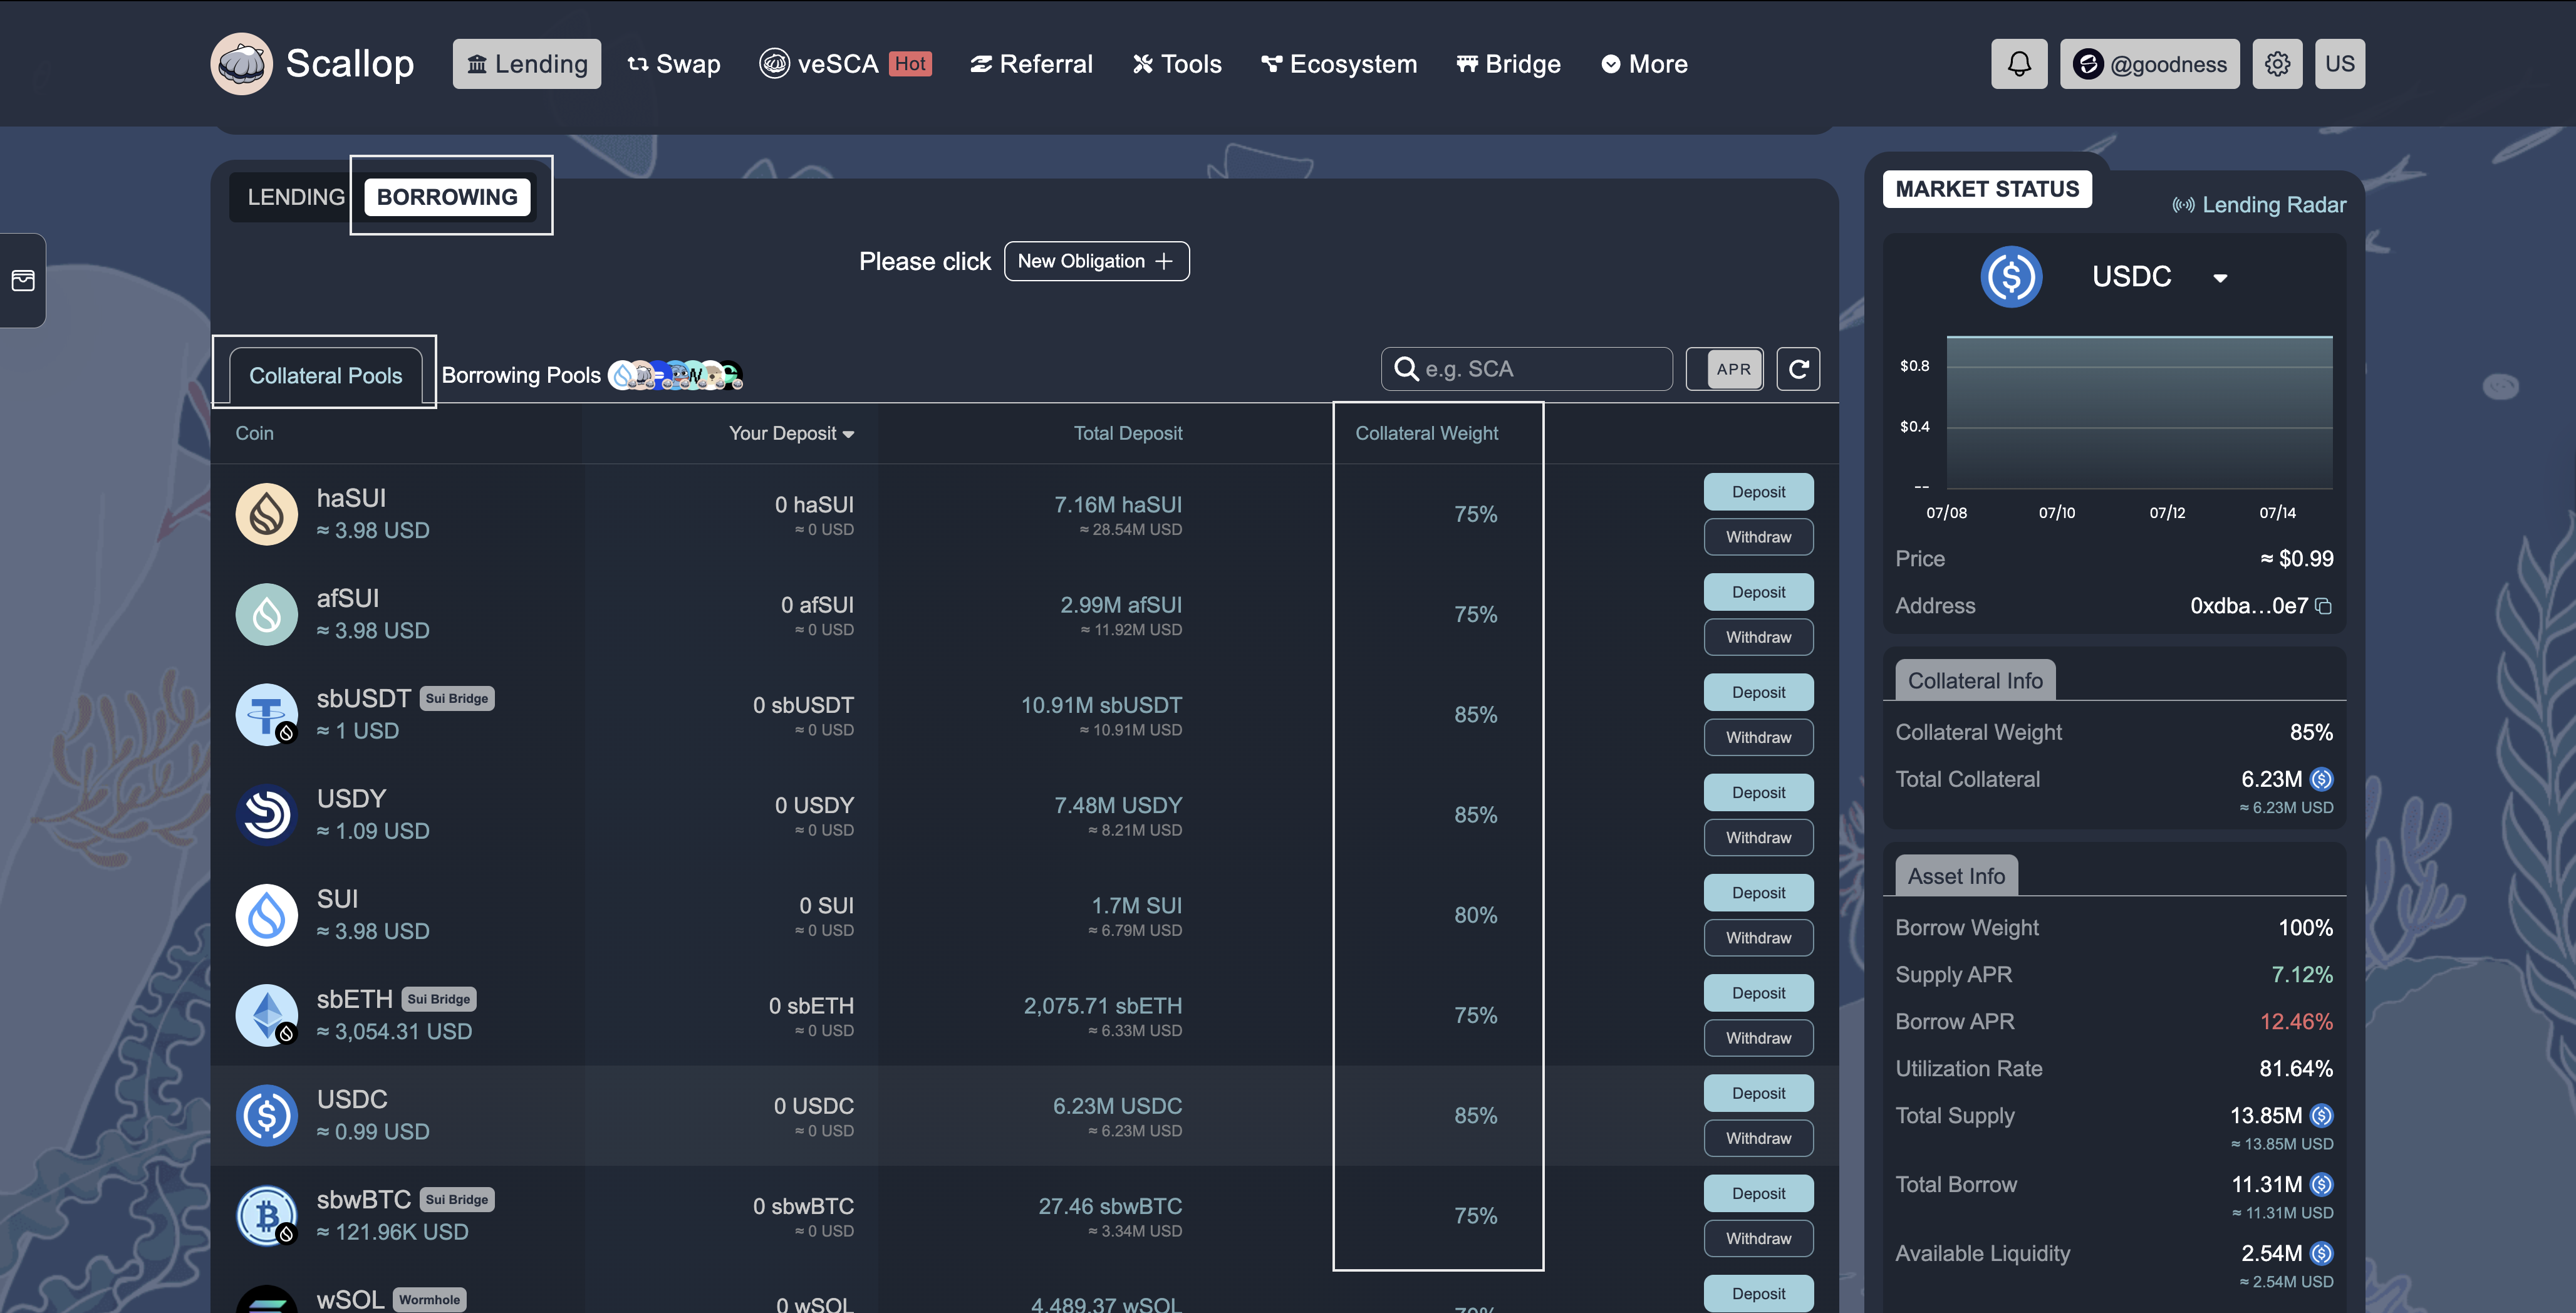 Scallop
Lending
Swap
veSCA Hot
Referral
Tools
Ecosystem
Bridge
More
@goodness
US
LENDING
BORROWING
Please click New Obligation +
Collateral Pools
Borrowing Pools
e.g. SCA
APR
Coin Your Deposit Total Deposit Collateral Weight
haSUI
≈ 3.98 USD
0 haSUI
≈ 0 USD
7.16M haSUI
≈ 28.54M USD
75%
Deposit
Withdraw
afSUI
≈ 3.98 USD
0 afSUI
≈ 0 USD
2.99M afSUI
≈ 11.92M USD
75%
Deposit
Withdraw
sbUSDT Sui Bridge
≈ 1 USD
0 sbUSDT
≈ 0 USD
10.91M sbUSDT
≈ 10.91M USD
85%
Deposit
Withdraw
USDY
≈ 1.09 USD
0 USDY
≈ 0 USD
7.48M USDY
≈ 8.21M USD
85%
Deposit
Withdraw
SUI
≈ 3.98 USD
0 SUI
≈ 0 USD
1.7M SUI
≈ 6.79M USD
80%
Deposit
Withdraw
sbETH Sui Bridge
≈ 3,054.31 USD
0 sbETH
≈ 0 USD
2,075.71 sbETH
≈ 6.33M USD
75%
Deposit
Withdraw
USDC
≈ 0.99 USD
0 USDC
≈ 0 USD
6.23M USDC
≈ 6.23M USD
85%
Deposit
Withdraw
sbwBTC Sui Bridge
≈ 121.96K USD
0 sbwBTC
≈ 0 USD
27.46 sbwBTC
≈ 3.34M USD
75%
Deposit
Withdraw
wSOL Wormhole
0 wSOL
4,489.37 wSOL
Deposit
MARKET STATUS
Lending Radar
USDC
$0.8
$0.4
--
07/08 07/10 07/12 07/14
Price ≈ $0.99
Address 0xdba...0e7
Collateral Info
Collateral Weight 85%
Total Collateral 6.23M
≈ 6.23M USD
Asset Info
Borrow Weight 100%
Supply APR 7.12%
Borrow APR 12.46%
Utilization Rate 81.64%
Total Supply 13.85M
≈ 13.85M USD
Total Borrow 11.31M
≈ 11.31M USD
Available Liquidity 2.54M
≈ 2.54M USD